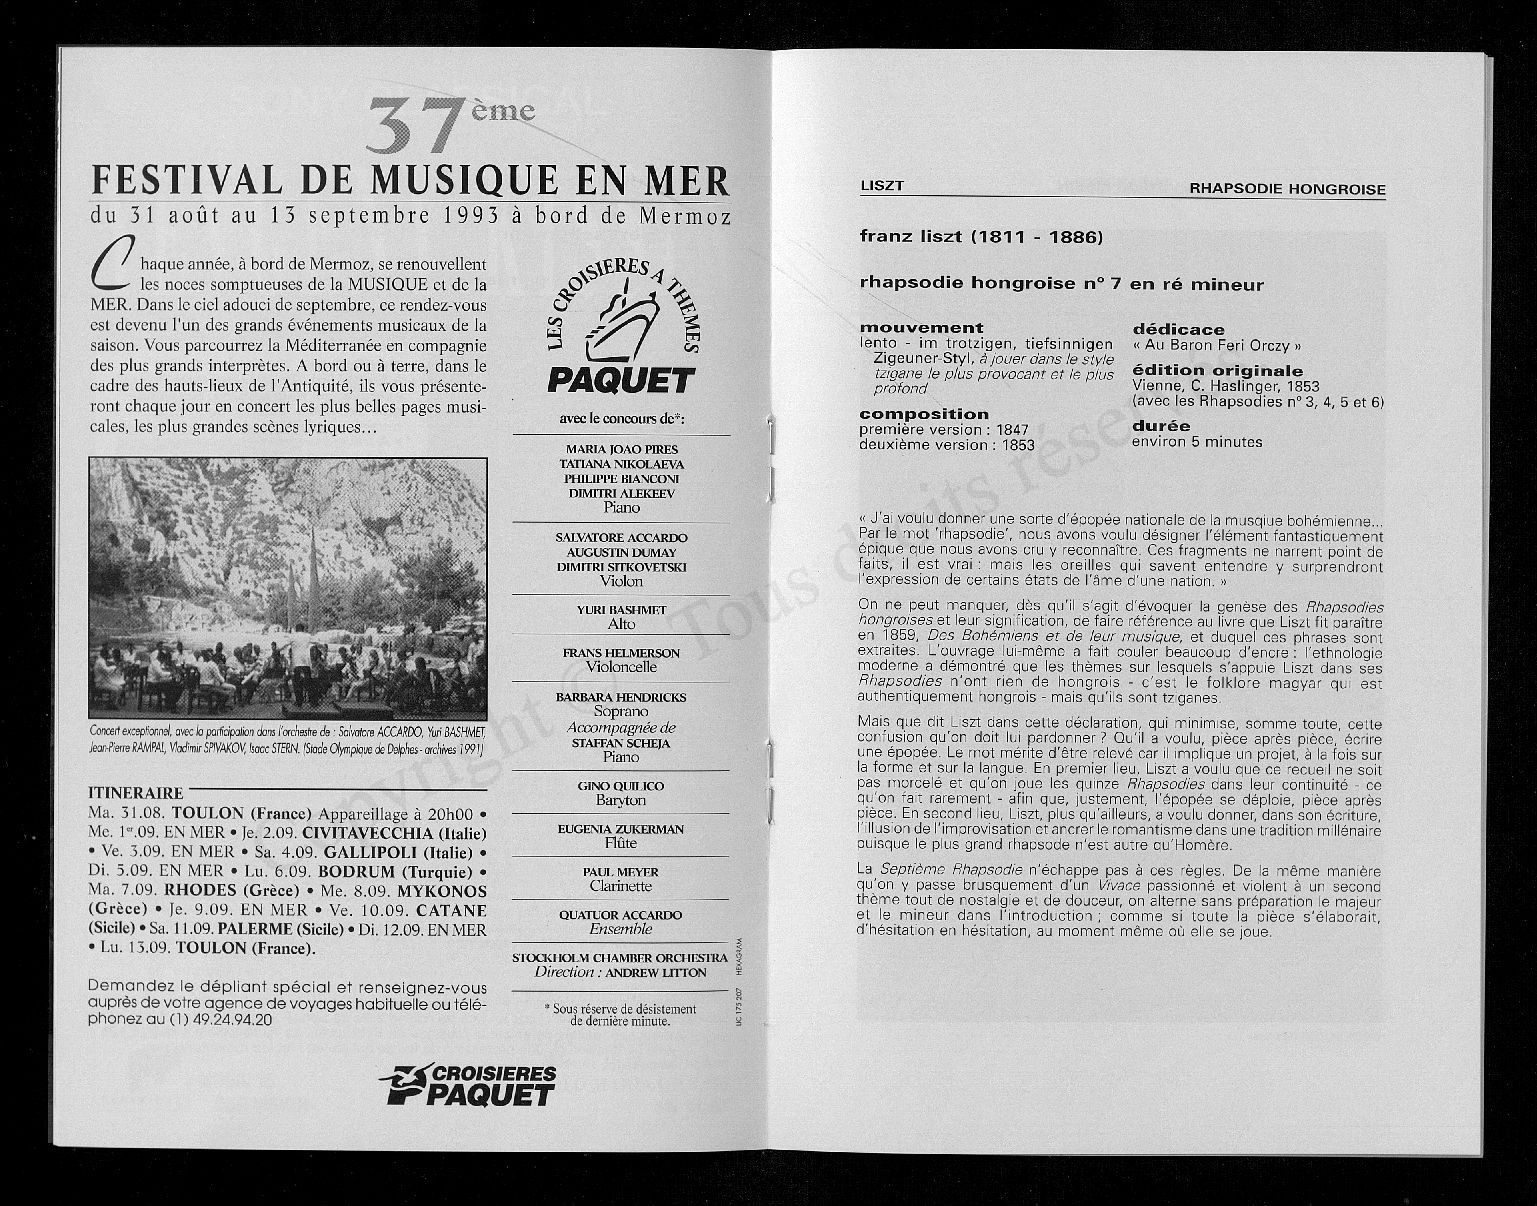 37ème
FESTIVAL DE MUSIQUE EN MER
du 31 août au 13 septembre 1993 à bord de Mermoz
Chaque année, à bord de Mermoz, se renouvellent
les noces somptueuses de la MUSIQUE et de la
MER. Dans le ciel adouci de septembre, ce rendez-vous
est devenu l'un des grands événements musicaux de la
saison. Vous parcourrez la Méditerranée en compagnie
des plus grands interprètes. A bord ou à terre, dans le
cadre des hauts-lieux de l'Antiquité, ils vous présente-
ront chaque jour en concert les plus belles pages musi-
cales, les plus grandes scènes lyriques...
Concert exceptionnel, avec la participation dans l'orchestre de : Salvatore ACCARDO, Yuri BASHMET,
Jean-Pierre RAMPAL, Vladimir SPIVAKOV, Isaac STERN. (Stade Olympique de Delphes - archives 1991)
ITINERAIRE
Ma. 31.08. TOULON (France) Appareillage à 20h00 •
Me. 1er.09. EN MER • Je. 2.09. CIVITAVECCHIA (Italie)
• Ve. 3.09. EN MER • Sa. 4.09. GALLIPOLI (Italie) •
Di. 5.09. EN MER • Lu. 6.09. BODRUM (Turquie) •
Ma. 7.09. RHODES (Grèce) • Me. 8.09. MYKONOS
(Grèce) • Je. 9.09. EN MER • Ve. 10.09. CATANE
(Sicile) • Sa. 11.09. PALERME (Sicile) • Di. 12.09. EN MER
• Lu. 13.09. TOULON (France).
Demandez le dépliant spécial et renseignez-vous
auprès de votre agence de voyages habituelle ou télé-
phonez au (1) 49.24.94.20
LES CROISIERES A THEMES
PAQUET
avec le concours de*:
MARIA JOAO PIRES
TATIANA NIKOLAEVA
PHILIPPE BIANCONI
DIMITRI ALEKEEV
Piano
SALVATORE ACCARDO
AUGUSTIN DUMAY
DIMITRI SITKOVETSKI
Violon
YURI BASHMET
Alto
FRANS HELMERSON
Violoncelle
BARBARA HENDRICKS
Soprano
Accompagnée de
STAFFAN SCHEJA
Piano
GINO QUILICO
Baryton
EUGENIA ZUKERMAN
Flûte
PAUL MEYER
Clarinette
QUATUOR ACCARDO
Ensemble
STOCKHOLM CHAMBER ORCHESTRA
Direction : ANDREW LITTON
* Sous réserve de désistement
de dernière minute.
LIC 175 207 HEXAGRAM
CROISIERES
PAQUET
LISZT RHAPSODIE HONGROISE
franz liszt (1811 - 1886)
rhapsodie hongroise n° 7 en ré mineur
mouvement
lento - im trotzigen, tiefsinnigen
Zigeuner-Styl, à jouer dans le style
tzigane le plus provocant et le plus
profond
composition
première version : 1847
deuxième version : 1853
dédicace
« Au Baron Feri Orczy »
édition originale
Vienne, C. Haslinger, 1853
(avec les Rhapsodies n° 3, 4, 5 et 6)
durée
environ 5 minutes
« J'ai voulu donner une sorte d'épopée nationale de la musqiue bohémienne...
Par le mot 'rhapsodie', nous avons voulu désigner l'élément fantastiquement
épique que nous avons cru y reconnaître. Ces fragments ne narrent point de
faits, il est vrai : mais les oreilles qui savent entendre y surprendront
l'expression de certains états de l'âme d'une nation. »
On ne peut manquer, dès qu'il s'agit d'évoquer la genèse des Rhapsodies
hongroises et leur signification, de faire référence au livre que Liszt fit paraître
en 1859, Des Bohémiens et de leur musique, et duquel ces phrases sont
extraites. L'ouvrage lui-même a fait couler beaucoup d'encre : l'ethnologie
moderne a démontré que les thèmes sur lesquels s'appuie Liszt dans ses
Rhapsodies n'ont rien de hongrois - c'est le folklore magyar qui est
authentiquement hongrois - mais qu'ils sont tziganes.
Mais que dit Liszt dans cette déclaration, qui minimise, somme toute, cette
confusion qu'on doit lui pardonner ? Qu'il a voulu, pièce après pièce, écrire
une épopée. Le mot mérite d'être relevé car il implique un projet, à la fois sur
la forme et sur la langue. En premier lieu, Liszt a voulu que ce recueil ne soit
pas morcelé et qu'on joue les quinze Rhapsodies dans leur continuité - ce
qu'on fait rarement - afin que, justement, l'épopée se déploie, pièce après
pièce. En second lieu, Liszt, plus qu'ailleurs, a voulu donner, dans son écriture,
l'illusion de l'improvisation et ancrer le romantisme dans une tradition millénaire
puisque le plus grand rhapsode n'est autre qu'Homère.
La Septième Rhapsodie n'échappe pas à ces règles. De la même manière
qu'on y passe brusquement d'un Vivace passionné et violent à un second
thème tout de nostalgie et de douceur, on alterne sans préparation le majeur
et le mineur dans l'introduction ; comme si toute la pièce s'élaborait,
d'hésitation en hésitation, au moment même où elle se joue.
pyright © Tous droits réservés